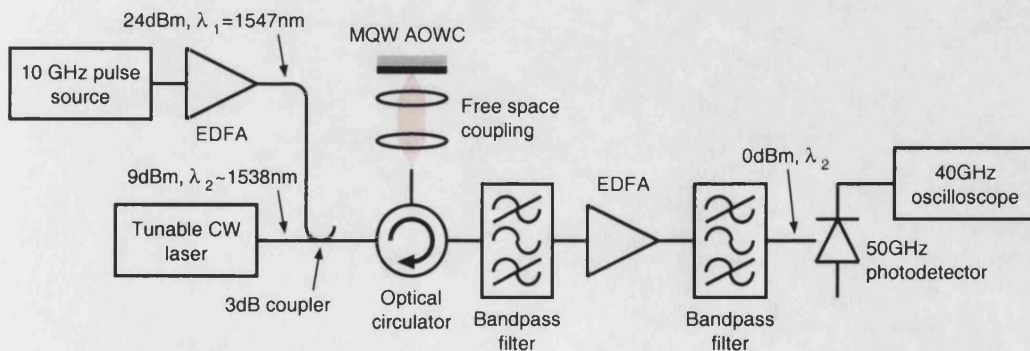 24dBm, λ1=1547nm
MQW AOWC
10 GHz pulse
source
EDFA
Free space
coupling
9dBm, λ2~1538nm
Tunable CW
laser
3dB coupler
Optical
circulator
Bandpass
filter
EDFA
Bandpass
filter
0dBm, λ2
40GHz
oscilloscope
50GHz
photodetector